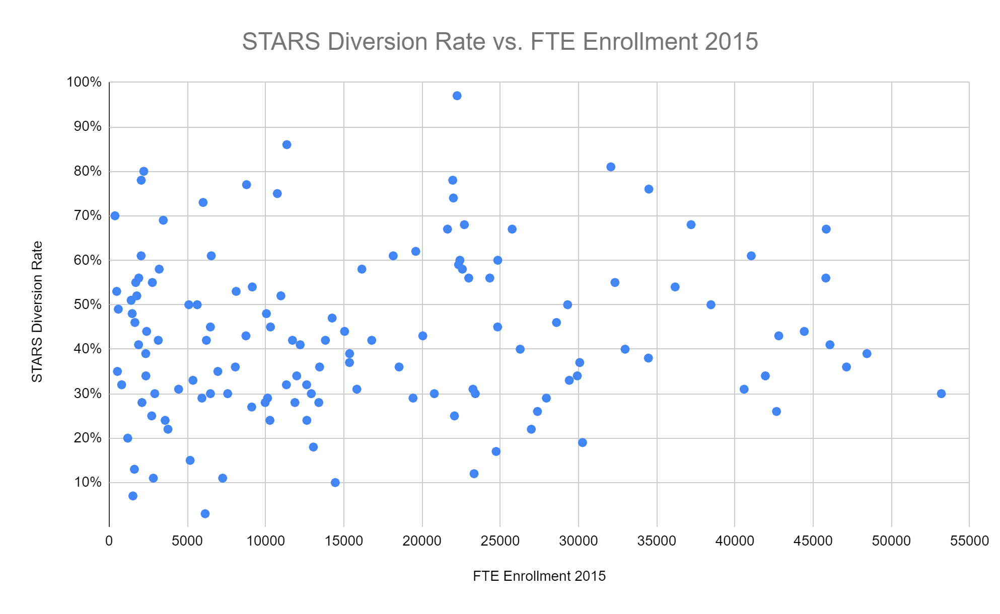 STARS Diversion Rate vs. FTE Enrollment 2015
100%
90%
80%
70%
60%
50%
40%
30%
20%
10%
STARS Diversion Rate
0 5000 10000 15000 20000 25000 30000 35000 40000 45000 50000 55000
FTE Enrollment 2015